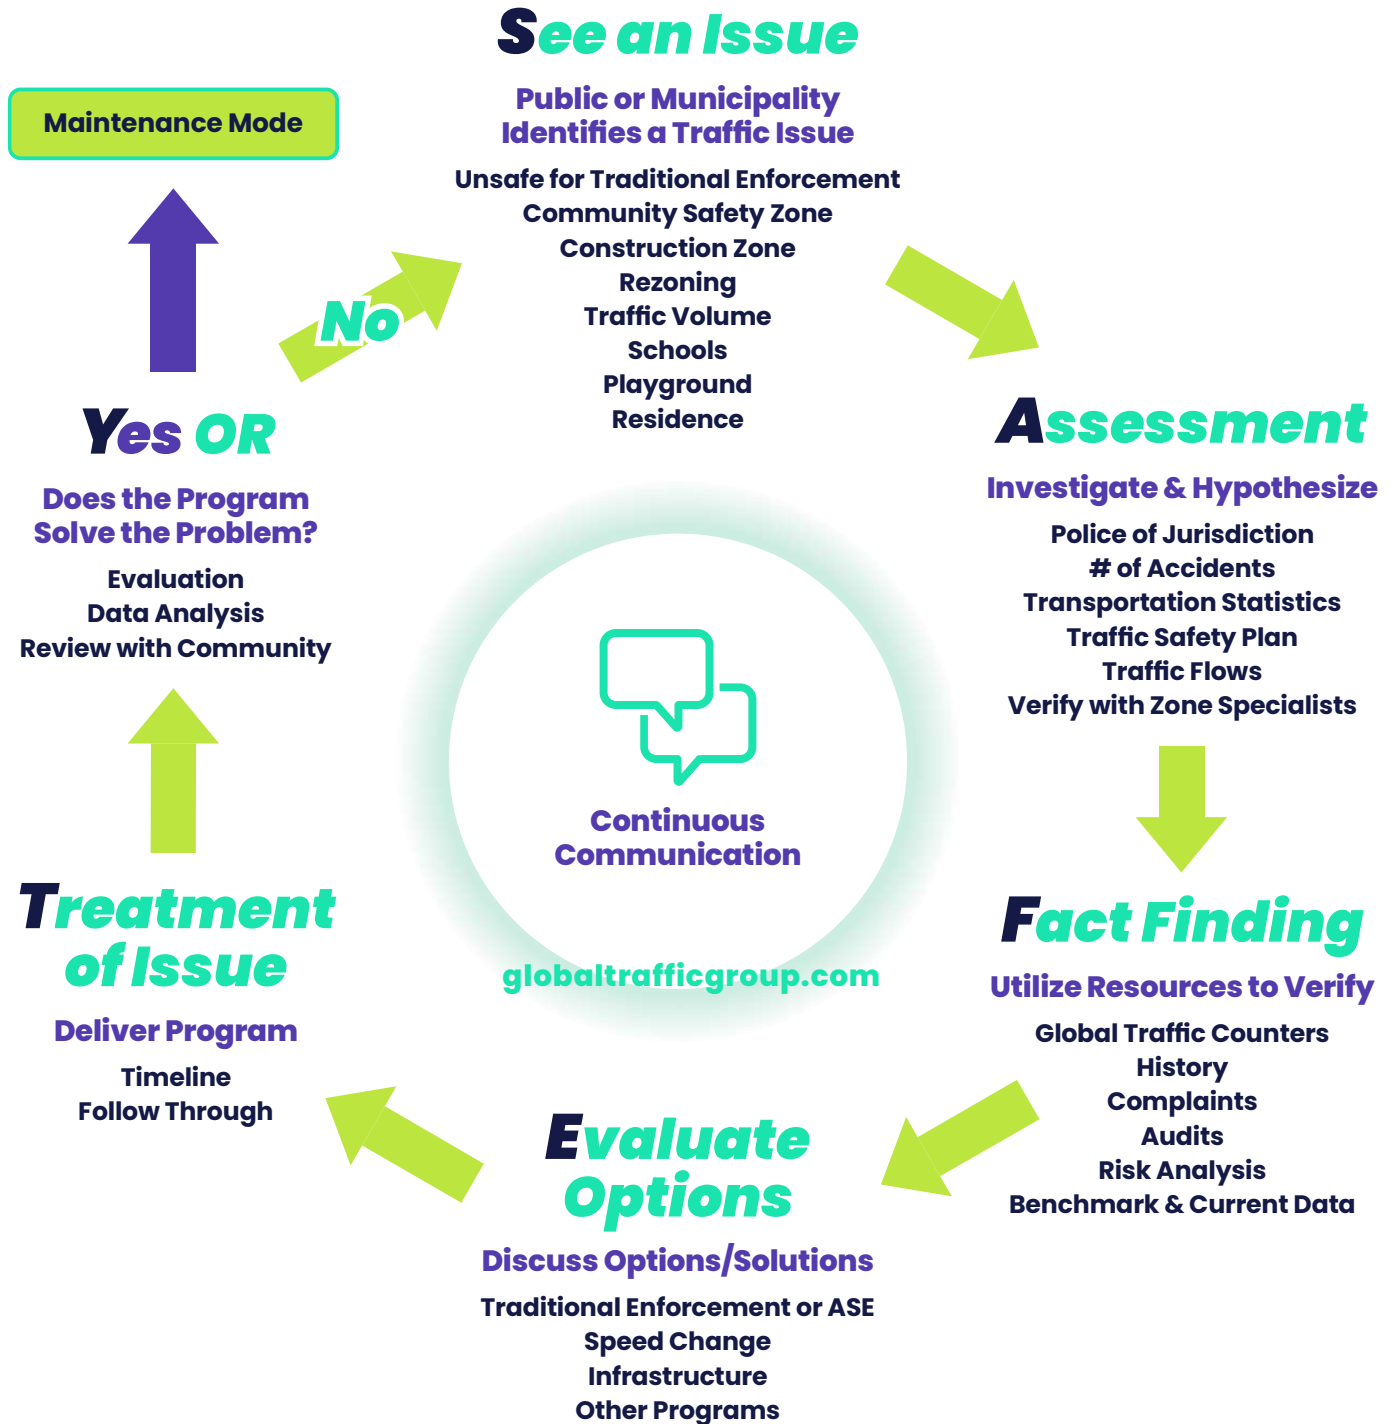 See an Issue
Public or Municipality
Identifies a Traffic Issue
Unsafe for Traditional Enforcement
Community Safety Zone
Construction Zone
Rezoning
Traffic Volume
Schools
Playground
Residence
Assessment
Investigate & Hypothesize
Police of Jurisdiction
# of Accidents
Transportation Statistics
Traffic Safety Plan
Traffic Flows
Verify with Zone Specialists
Fact Finding
Utilize Resources to Verify
Global Traffic Counters
History
Complaints
Audits
Risk Analysis
Benchmark & Current Data
Evaluate
Options
Discuss Options/Solutions
Traditional Enforcement or ASE
Speed Change
Infrastructure
Other Programs
Treatment
of Issue
Deliver Program
Timeline
Follow Through
Yes OR
Does the Program
Solve the Problem?
Evaluation
Data Analysis
Review with Community
No
Maintenance Mode
Continuous
Communication
globaltrafficgroup.com